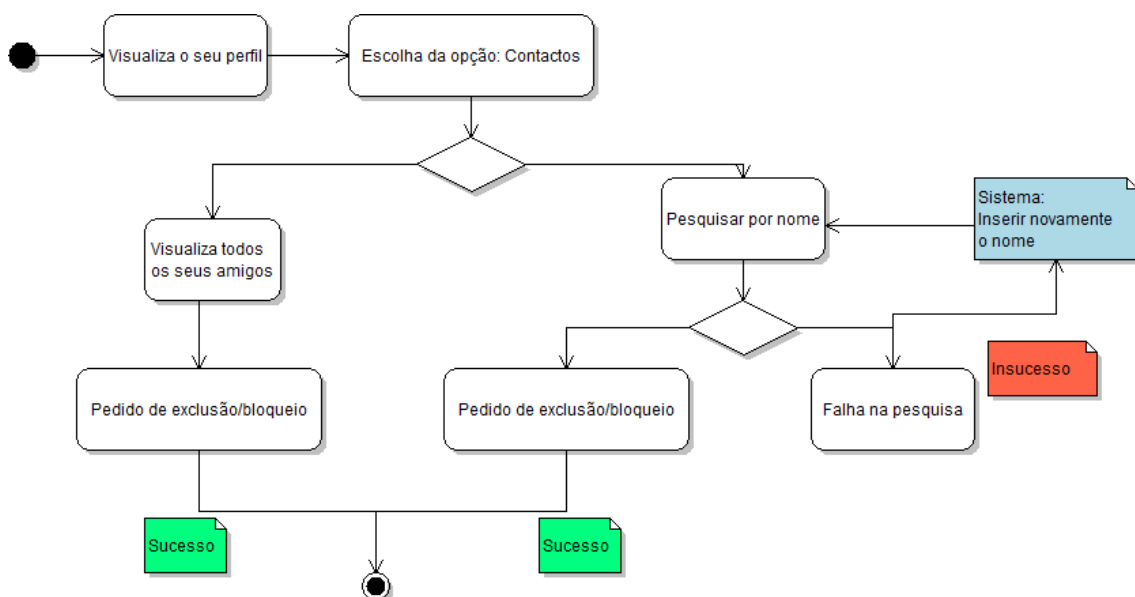 Visualiza o seu perfil
Escolha da opção: Contactos
Pesquisar por nome
Sistema:
Inserir novamente
o nome
Visualiza todos
os seus amigos
Insucesso
Pedido de exclusão/bloqueio
Pedido de exclusão/bloqueio
Falha na pesquisa
Sucesso
Sucesso